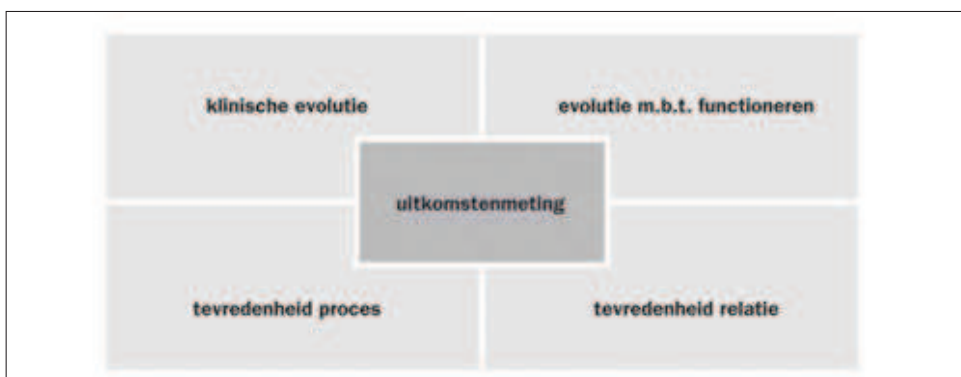 klinische evolutie
evolutie m.b.t. functioneren
uitkomstenmeting
tevredenheid proces
tevredenheid relatie